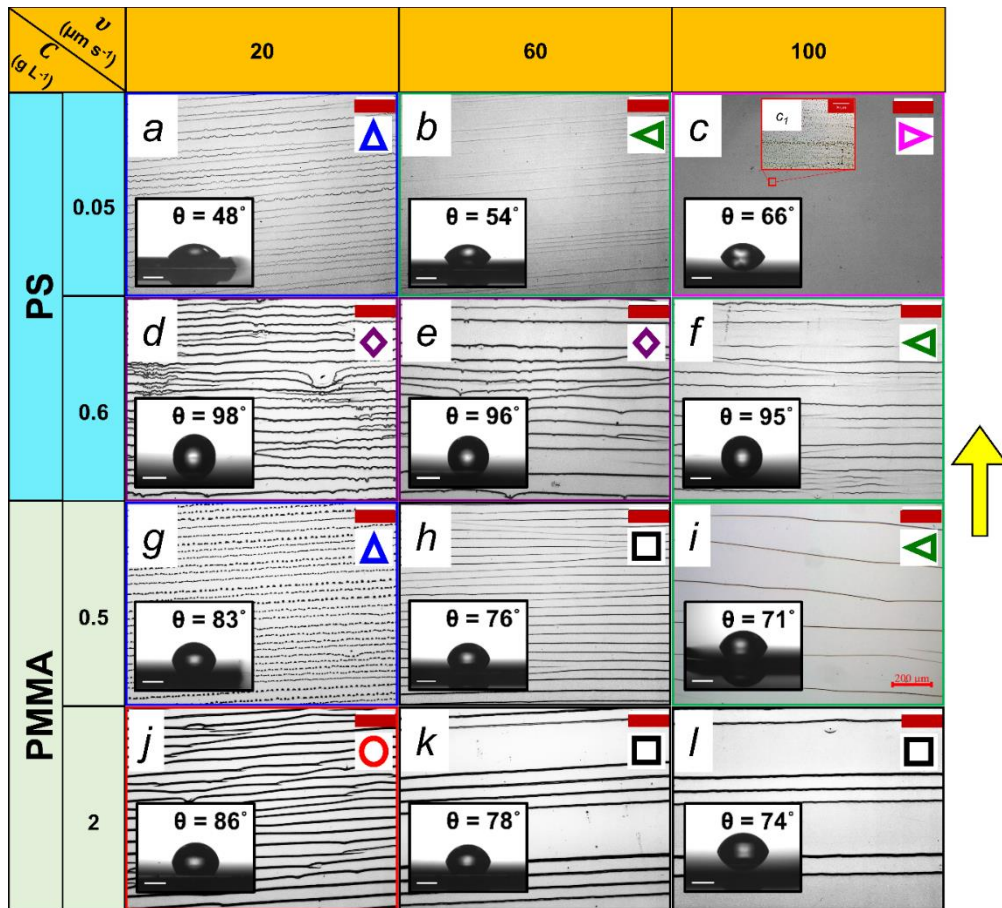 υ
(μm s⁻¹)
C
(g L⁻¹)
20
60
100
PS
0.05
a
θ = 48°
b
θ = 54°
c
c₁
θ = 66°
0.6
d
θ = 98°
e
θ = 96°
f
θ = 95°
PMMA
0.5
g
θ = 83°
h
θ = 76°
i
θ = 71°
200 μm
2
j
θ = 86°
k
θ = 78°
l
θ = 74°